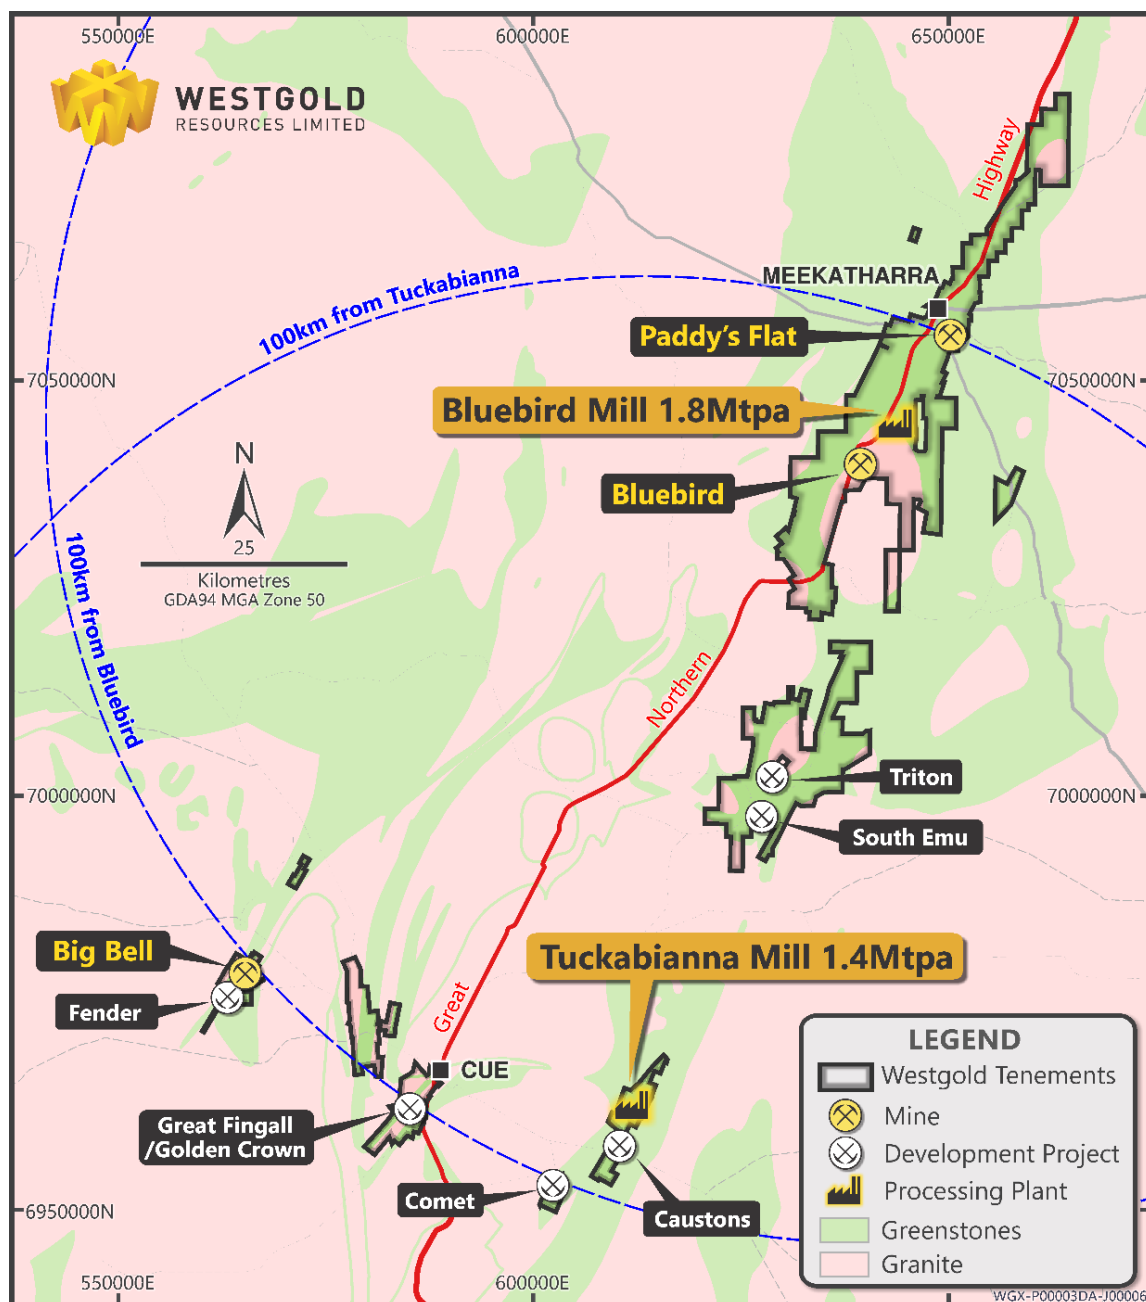 550000E
600000E
650000E
WESTGOLD
RESOURCES LIMITED
Highway
100km from Tuckabianna
MEEKATHARRA
Paddy's Flat
7050000N
7050000N
Bluebird Mill 1.8Mtpa
N
Bluebird
25
Kilometres
GDA94 MGA Zone 50
100km from Bluebird
Northern
Triton
7000000N
7000000N
South Emu
Big Bell
Tuckabianna Mill 1.4Mtpa
Fender
Great
CUE
Great Fingall
/Golden Crown
Comet
Caustons
6950000N
550000E
600000E
LEGEND
Westgold Tenements
Mine
Development Project
Processing Plant
Greenstones
Granite
WGX-P00003DA-J00006